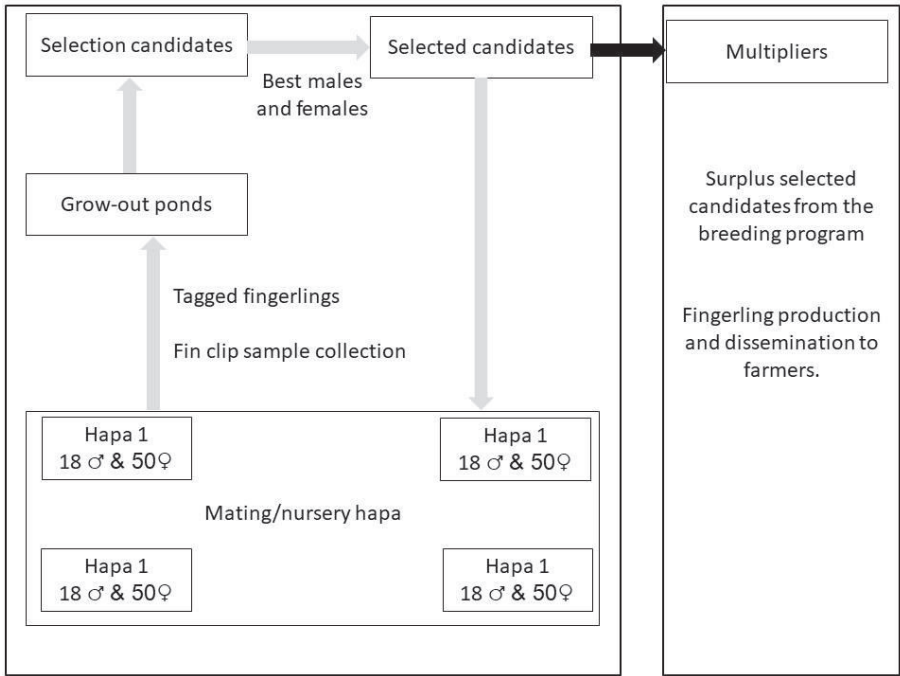 Selection candidates
Selected candidates
Multipliers
Best males
and females
Grow-out ponds
Surplus selected
candidates from the
breeding program
Tagged fingerlings
Fin clip sample collection
Fingerling production
and dissemination to
farmers.
Hapa 1
18 ♂ & 50♀
Hapa 1
18 ♂ & 50♀
Mating/nursery hapa
Hapa 1
18 ♂ & 50♀
Hapa 1
18 ♂ & 50♀